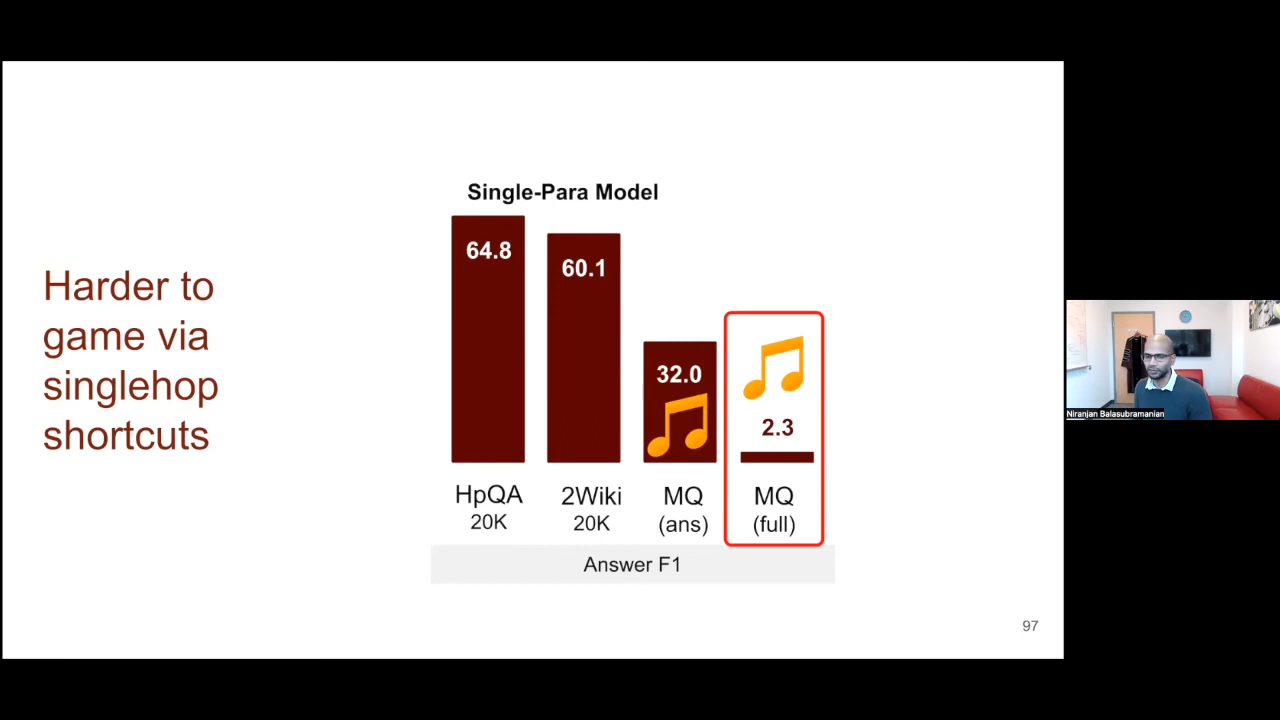 Harder to
game via
singlehop
shortcuts
Single-Para Model
64.8
60.1
32.0
2.3
HpQA
20K
2Wiki
20K
MQ
(ans)
MQ
(full)
Answer F1
97
Niranjan Balasubramanian